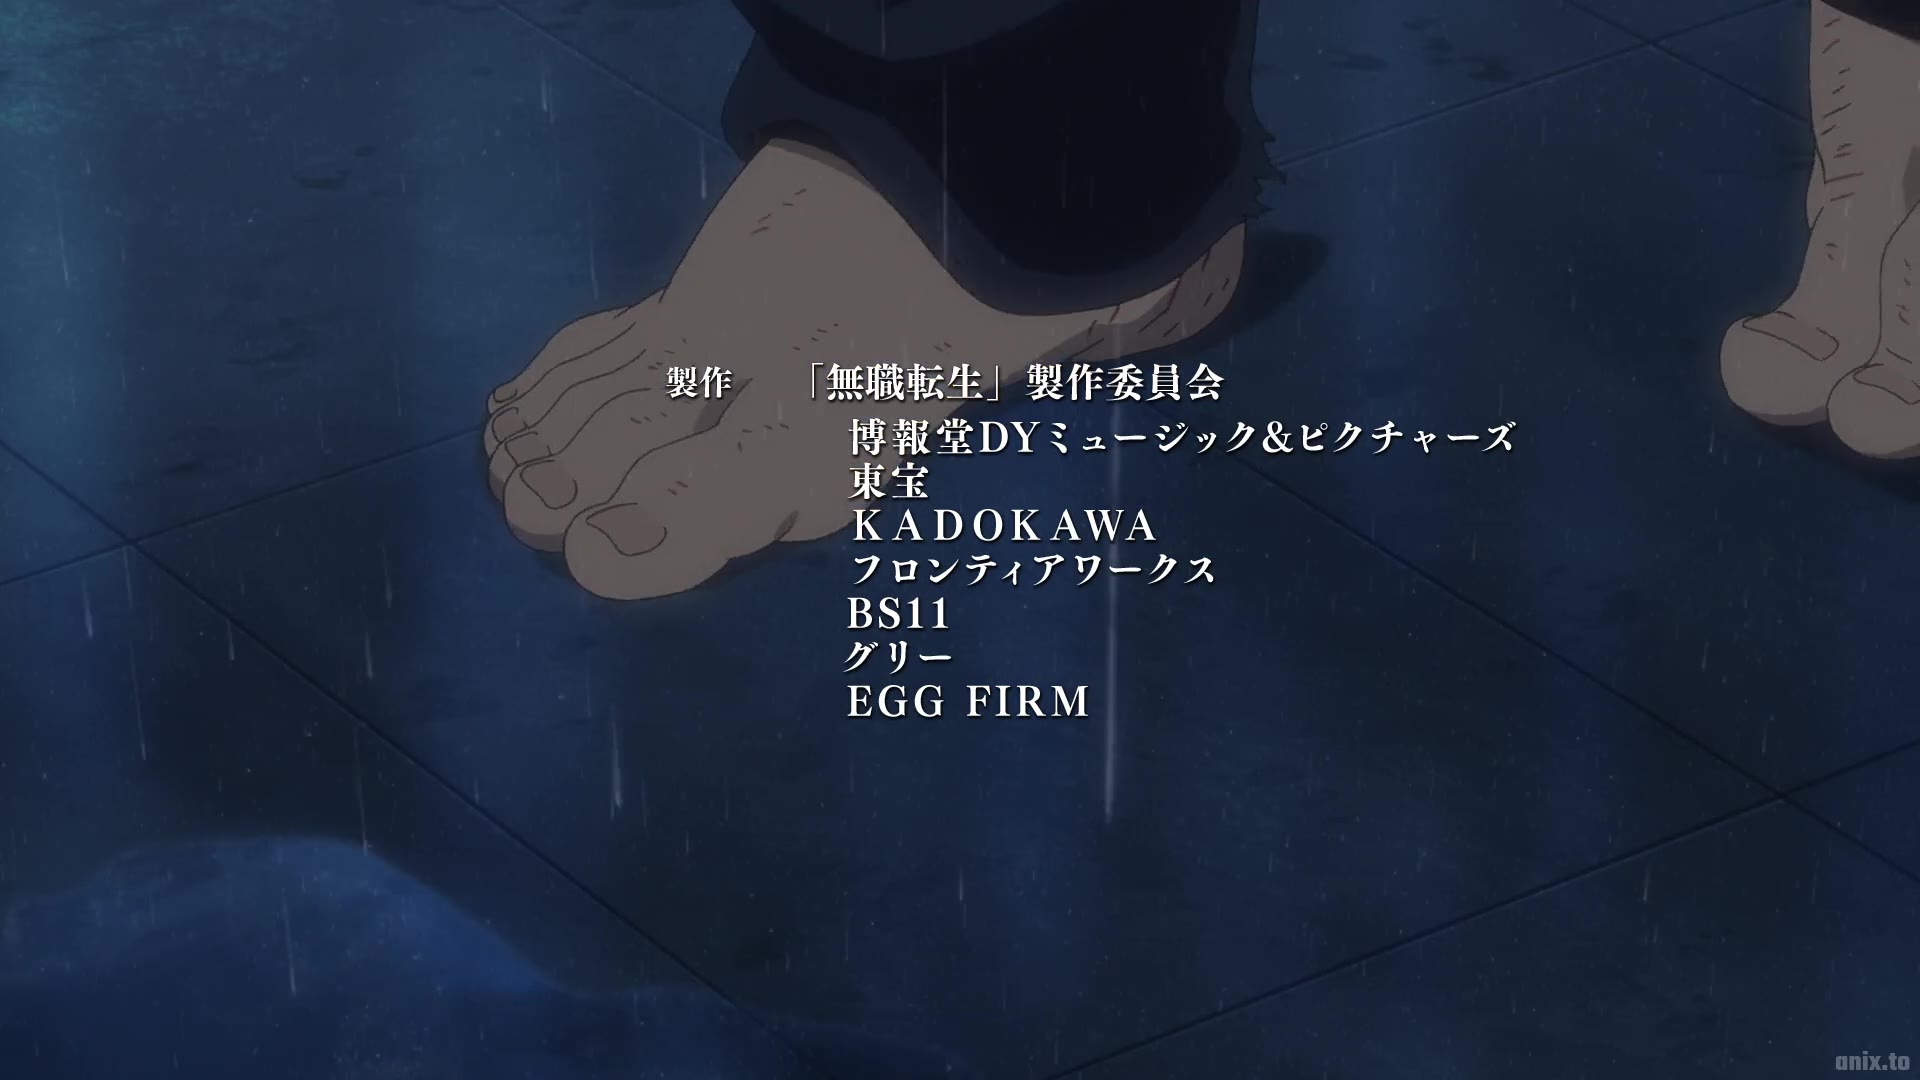 製作 「無職転生」製作委員会
博報堂DYミュージック&ピクチャーズ
東宝
KADOKAWA
フロンティアワークス
BS11
グリー
EGG FIRM
anix.to